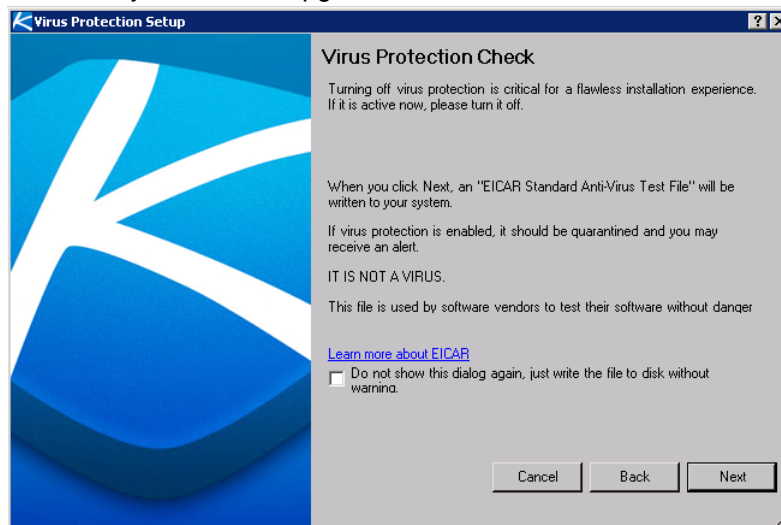 Virus Protection Setup
Virus Protection Check
Turning off virus protection is critical for a flawless installation experience.
If it is active now, please turn it off.
When you click Next, an "EICAR Standard Anti-Virus Test File" will be
written to your system.
If virus protection is enabled, it should be quarantined and you may
receive an alert.
IT IS NOT A VIRUS.
This file is used by software vendors to test their software without danger
Learn more about EICAR
Do not show this dialog again, just write the file to disk without
warning.
Cancel Back Next